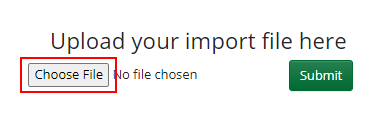 Upload your import file here
Choose File No file chosen Submit